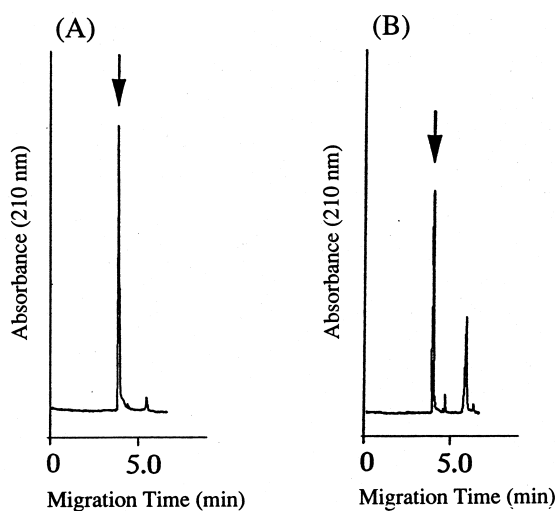 (A)
Absorbance (210 nm)
0 5.0
Migration Time (min)
(B)
Absorbance (210 nm)
0 5.0
Migration Time (min)